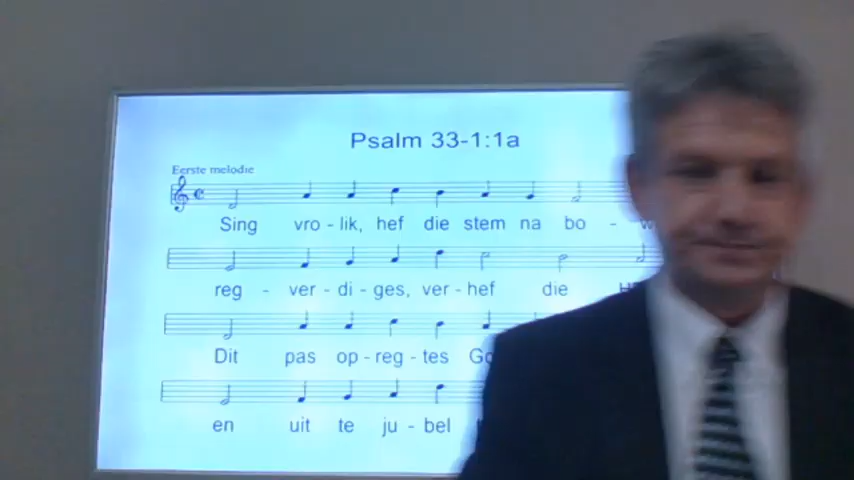 Psalm 33-1:1a
Eerste melodie
Sing vro - lik, hef die stem na bo -
reg - ver - di - ges, ver - hef die
Dit pas op - reg - tes
en uit te ju - bel